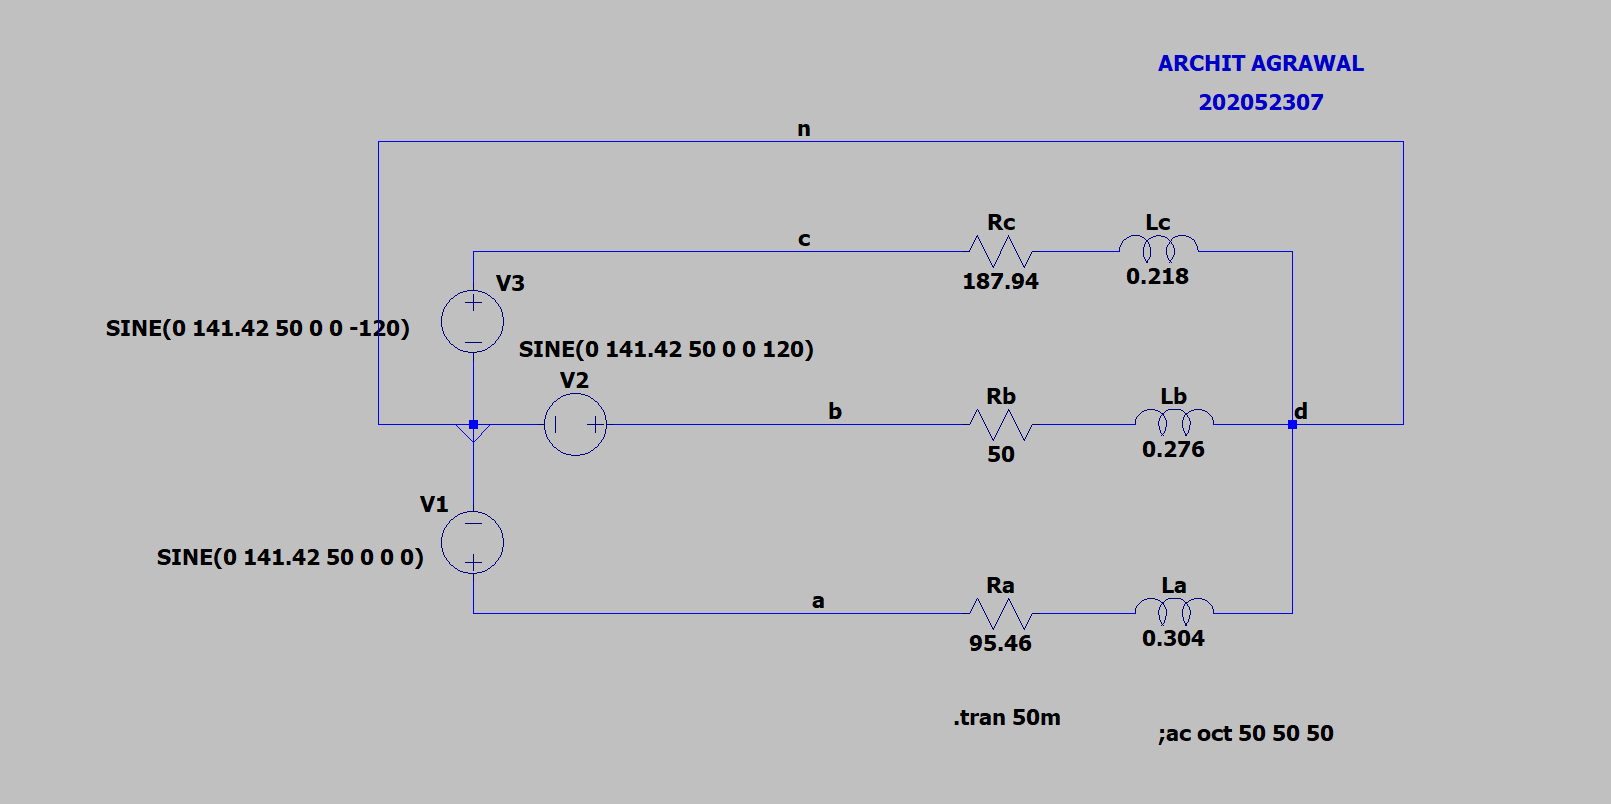 ARCHIT AGRAWAL
202052307
n
Rc
Lc
c
187.94
0.218
V3
SINE(0 141.42 50 0 0 -120)
SINE(0 141.42 50 0 0 120)
V2
b
Rb
Lb
d
50
0.276
V1
SINE(0 141.42 50 0 0 0)
a
Ra
La
95.46
0.304
.tran 50m
;ac oct 50 50 50